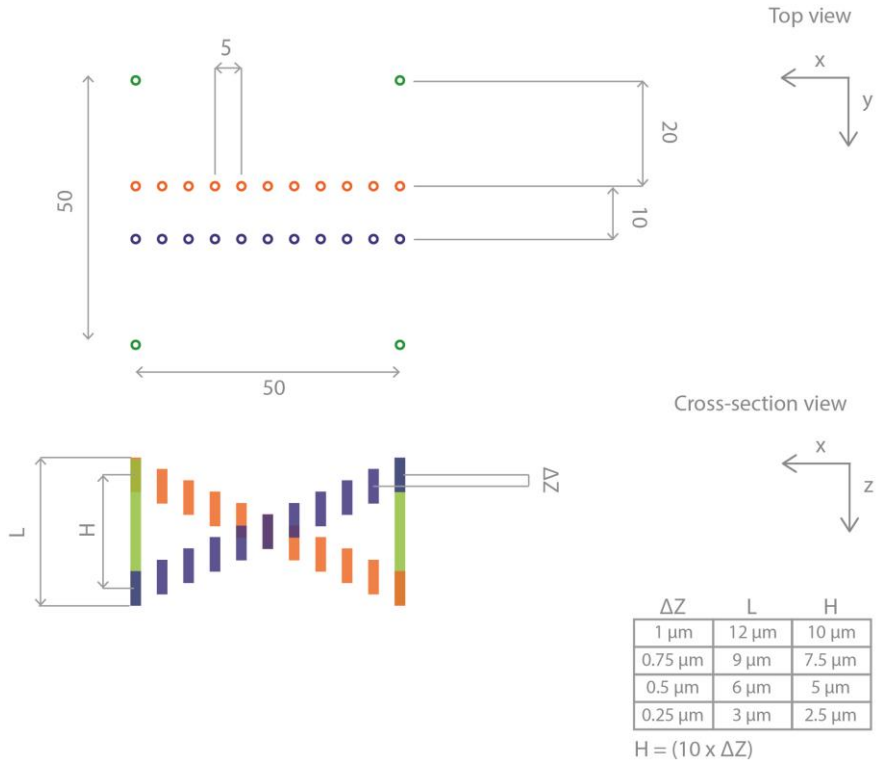 Top view
5
x
y
20
50
10
50
Cross-section view
x
z
ΔZ
L
H
ΔZ L H
1 μm 12 μm 10 μm
0.75 μm 9 μm 7.5 μm
0.5 μm 6 μm 5 μm
0.25 μm 3 μm 2.5 μm
H = (10 x ΔZ)